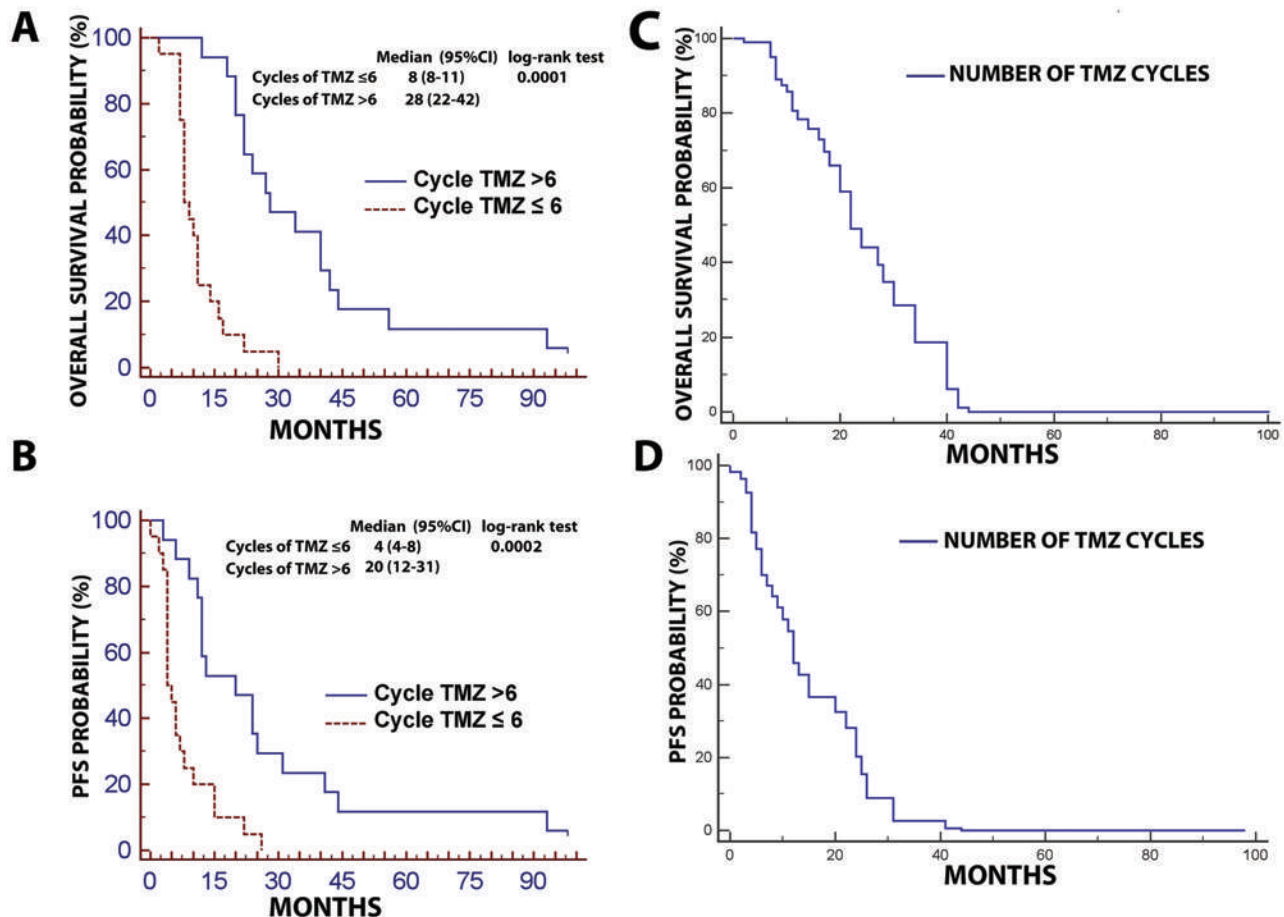 A
OVERALL SURVIVAL PROBABILITY (%)
100
80
60
40
20
0
Median (95%CI) log-rank test
Cycles of TMZ ≤6 8 (8-11) 0.0001
Cycles of TMZ >6 28 (22-42)
Cycle TMZ >6
Cycle TMZ ≤ 6
0 15 30 45 60 75 90
MONTHS
B
PFS PROBABILITY (%)
100
80
60
40
20
0
Median (95%CI) log-rank test
Cycles of TMZ ≤6 4 (4-8) 0.0002
Cycles of TMZ >6 20 (12-31)
Cycle TMZ >6
Cycle TMZ ≤ 6
0 15 30 45 60 75 90
MONTHS
C
OVERALL SURVIVAL PROBABILITY (%)
100
80
60
40
20
0
NUMBER OF TMZ CYCLES
0 20 40 60 80 100
MONTHS
D
PFS PROBABILITY (%)
100
80
60
40
20
0
NUMBER OF TMZ CYCLES
0 20 40 60 80 100
MONTHS